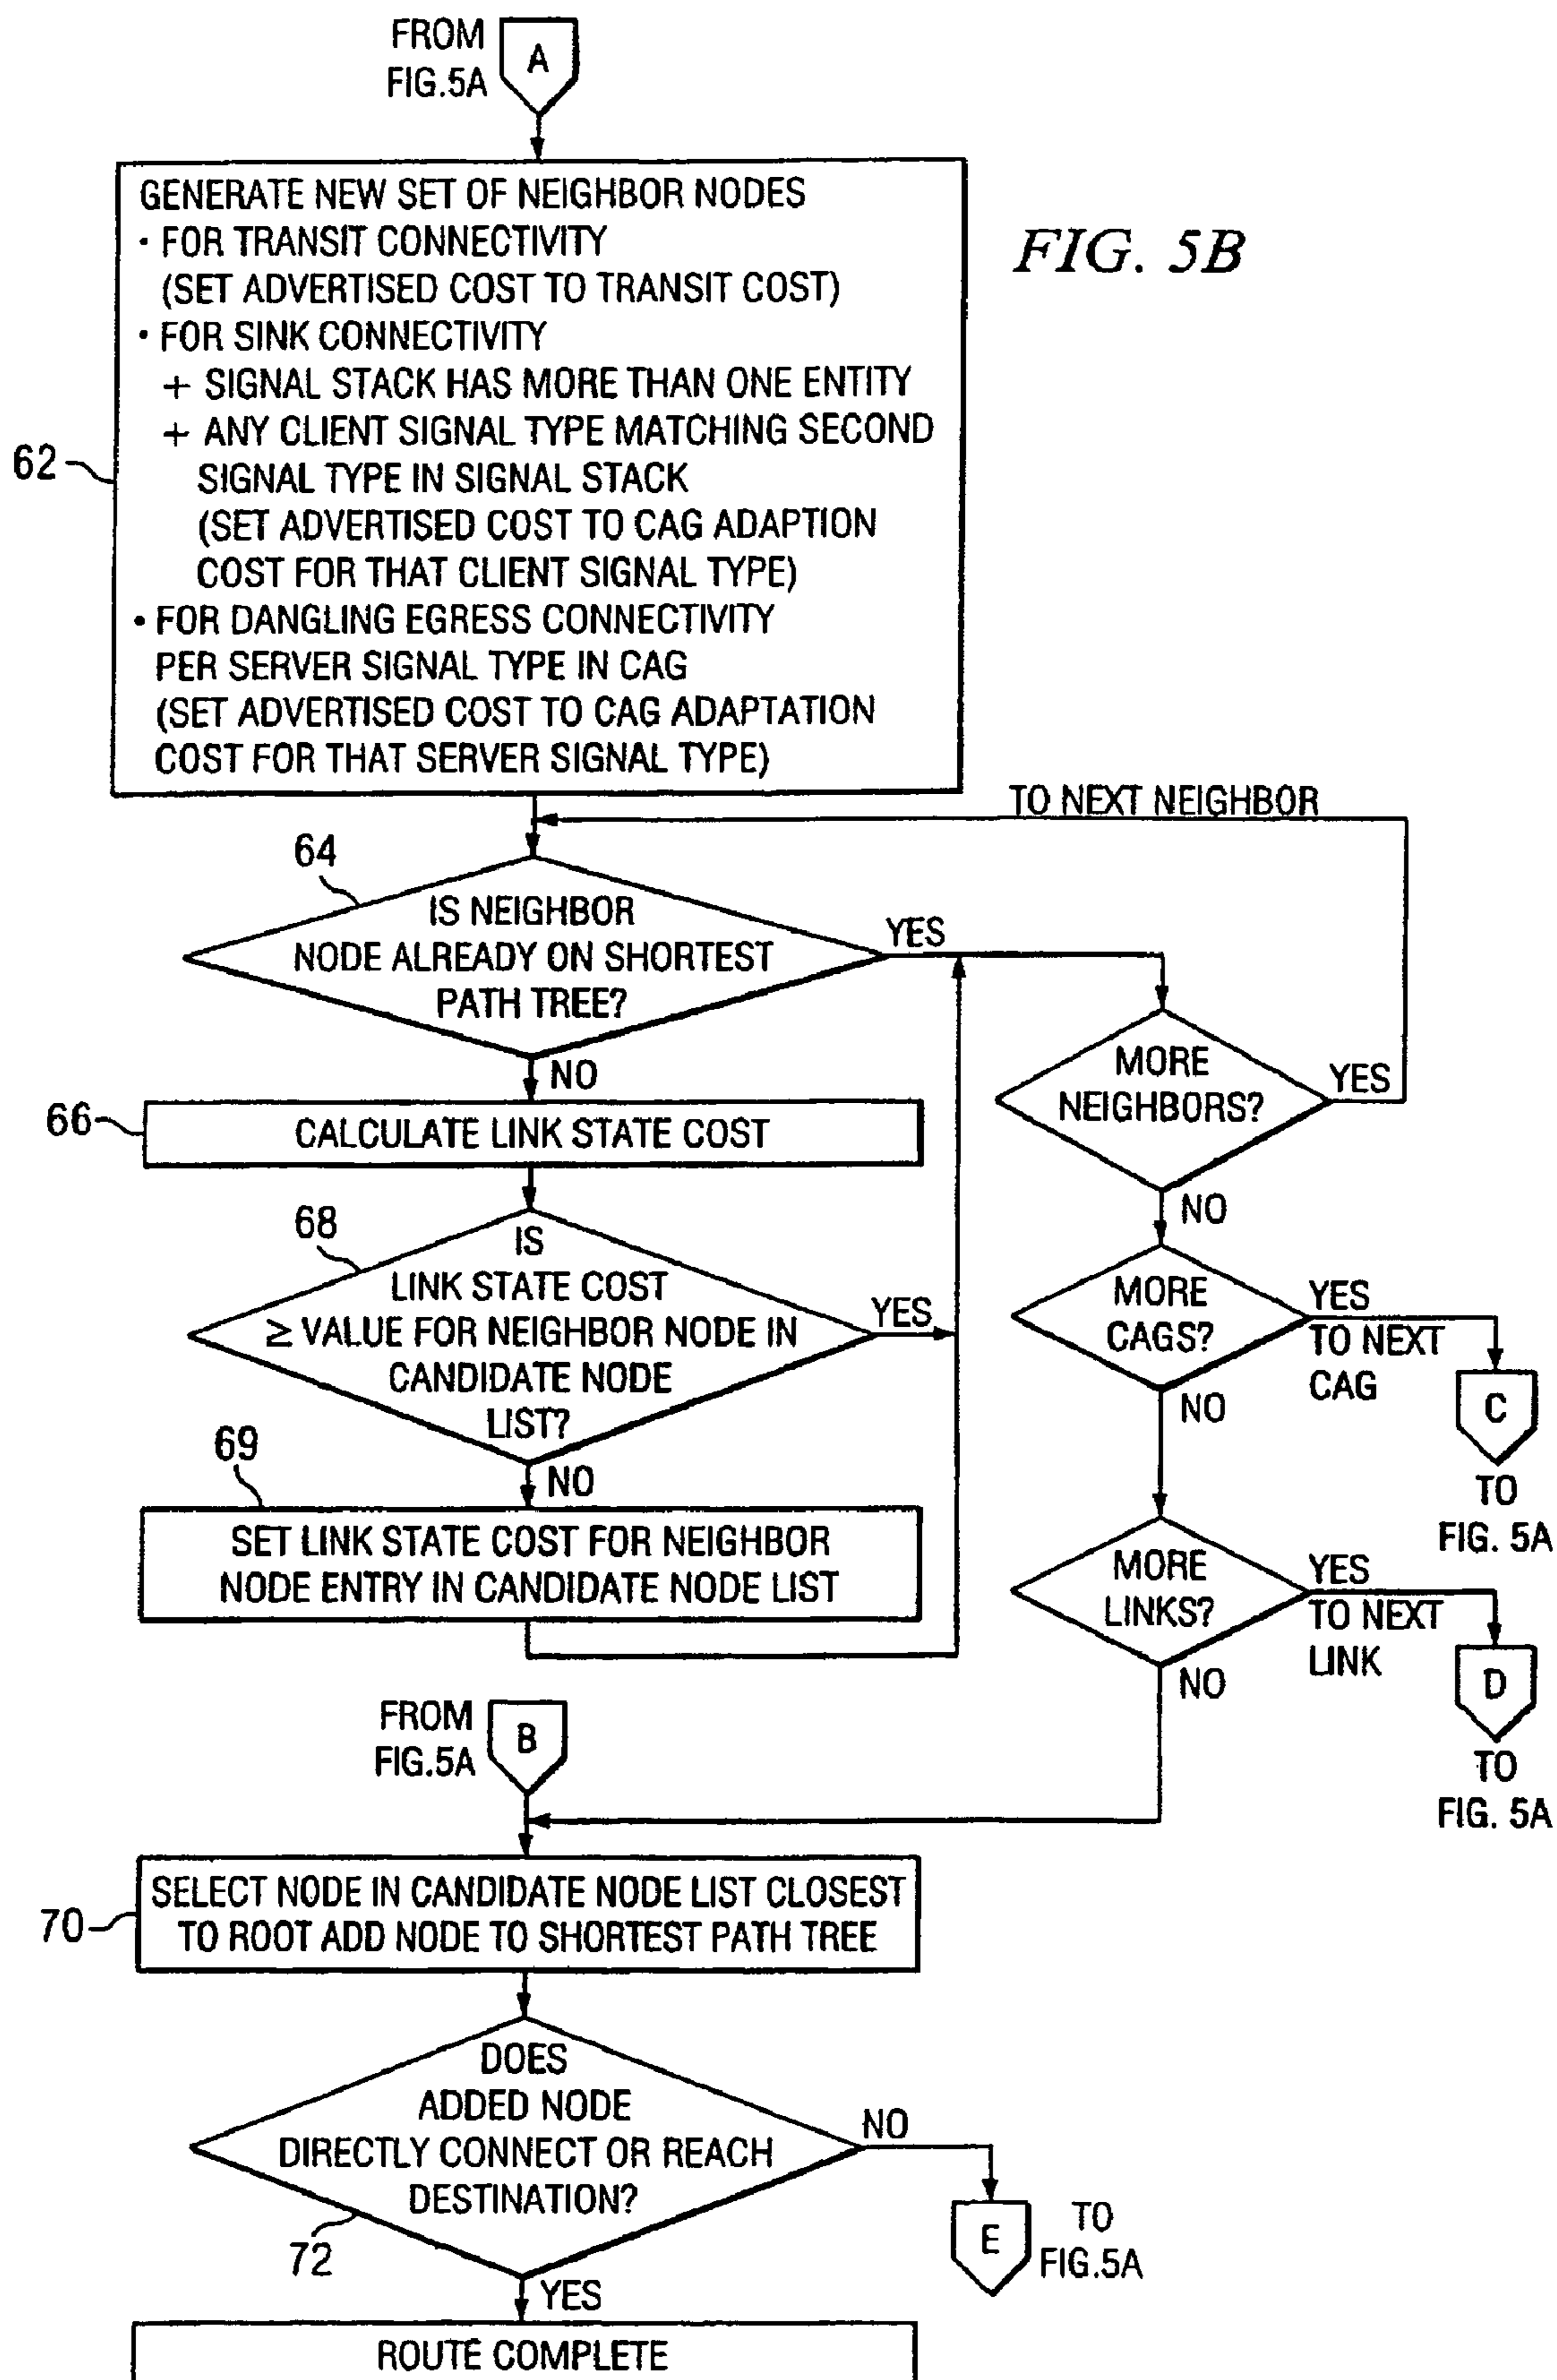 FROM
FIG.5A
A
GENERATE NEW SET OF NEIGHBOR NODES
· FOR TRANSIT CONNECTIVITY
(SET ADVERTISED COST TO TRANSIT COST)
· FOR SINK CONNECTIVITY
+ SIGNAL STACK HAS MORE THAN ONE ENTITY
+ ANY CLIENT SIGNAL TYPE MATCHING SECOND
SIGNAL TYPE IN SIGNAL STACK
(SET ADVERTISED COST TO CAG ADAPTION
COST FOR THAT CLIENT SIGNAL TYPE)
· FOR DANGLING EGRESS CONNECTIVITY
PER SERVER SIGNAL TYPE IN CAG
(SET ADVERTISED COST TO CAG ADAPTATION
COST FOR THAT SERVER SIGNAL TYPE)
62
FIG. 5B
TO NEXT NEIGHBOR
64
IS NEIGHBOR
NODE ALREADY ON SHORTEST
PATH TREE?
YES
NO
66
CALCULATE LINK STATE COST
68
IS
LINK STATE COST
≥ VALUE FOR NEIGHBOR NODE IN
CANDIDATE NODE
LIST?
YES
NO
69
SET LINK STATE COST FOR NEIGHBOR
NODE ENTRY IN CANDIDATE NODE LIST
MORE
NEIGHBORS?
YES
NO
MORE
CAGS?
YES
TO NEXT
CAG
C
TO
FIG. 5A
NO
MORE
LINKS?
YES
TO NEXT
LINK
D
TO
FIG. 5A
NO
FROM
FIG.5A
B
70
SELECT NODE IN CANDIDATE NODE LIST CLOSEST
TO ROOT ADD NODE TO SHORTEST PATH TREE
DOES
ADDED NODE
DIRECTLY CONNECT OR REACH
DESTINATION?
72
NO
E
TO
FIG.5A
YES
ROUTE COMPLETE